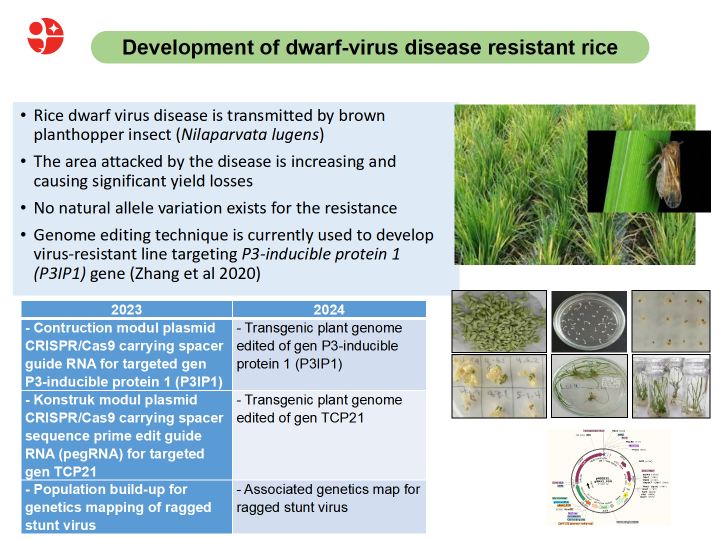 Development of dwarf-virus disease resistant rice
• Rice dwarf virus disease is transmitted by brown
planthopper insect (Nilaparvata lugens)
• The area attacked by the disease is increasing and
causing significant yield losses
• No natural allele variation exists for the resistance
• Genome editing technique is currently used to develop
virus-resistant line targeting P3-inducible protein 1
(P3IP1) gene (Zhang et al 2020)
2023
2024
- Contruction modul plasmid
CRISPR/Cas9 carrying spacer
guide RNA for targeted gen
P3-inducible protein 1 (P3IP1)
- Transgenic plant genome
edited of gen P3-inducible
protein 1 (P3IP1)
- Konstruk modul plasmid
CRISPR/Cas9 carrying spacer
sequence prime edit guide
RNA (pegRNA) for targeted
gen TCP21
- Transgenic plant genome
edited of gen TCP21
- Population build-up for
genetics mapping of ragged
stunt virus
- Associated genetics map for
ragged stunt virus